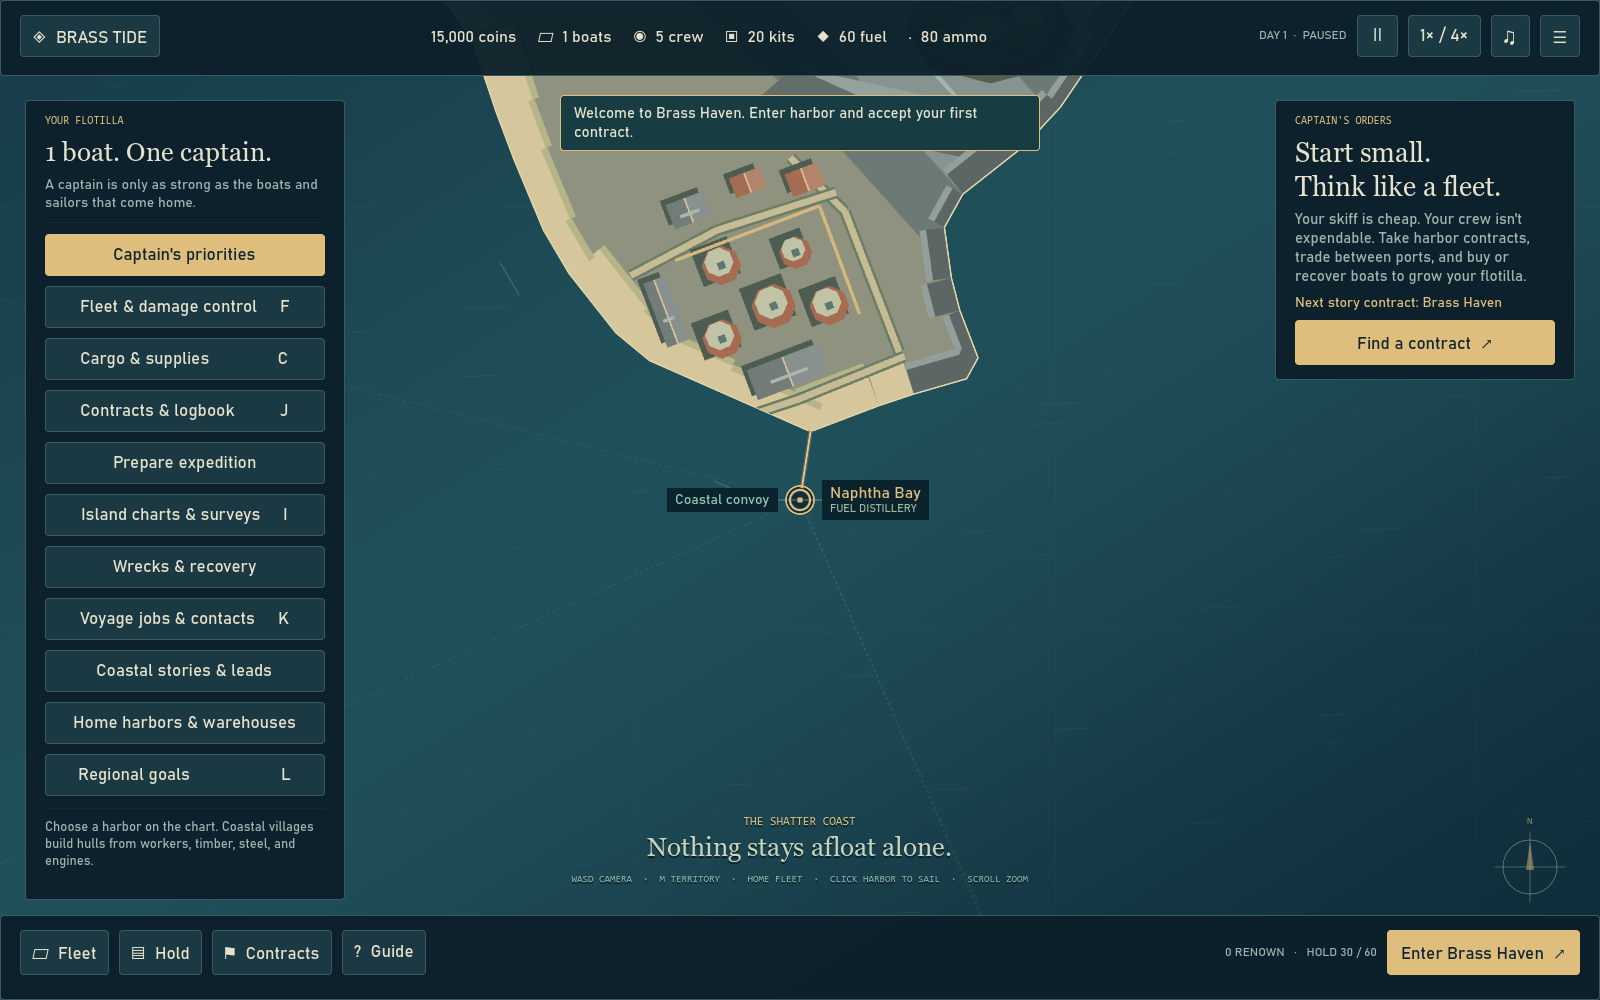 BRASS TIDE
15,000 coins
1 boats
5 crew
20 kits
60 fuel
80 ammo
DAY 1 · PAUSED
1× / 4×
YOUR FLOTILLA
1 boat. One captain.
A captain is only as strong as the boats and
sailors that come home.
Captain's priorities
Fleet & damage control F
Cargo & supplies C
Contracts & logbook J
Prepare expedition
Island charts & surveys I
Wrecks & recovery
Voyage jobs & contacts K
Coastal stories & leads
Home harbors & warehouses
Regional goals L
Choose a harbor on the chart. Coastal villages
build hulls from workers, timber, steel, and
engines.
Welcome to Brass Haven. Enter harbor and accept your first
contract.
Coastal convoy
Naphtha Bay
FUEL DISTILLERY
CAPTAIN'S ORDERS
Start small.
Think like a fleet.
Your skiff is cheap. Your crew isn't
expendable. Take harbor contracts,
trade between ports, and buy or
recover boats to grow your flotilla.
Next story contract: Brass Haven
Find a contract ↗
THE SHATTER COAST
Nothing stays afloat alone.
WASD CAMERA · M TERRITORY · HOME FLEET · CLICK HARBOR TO SAIL · SCROLL ZOOM
N
Fleet
Hold
Contracts
? Guide
0 RENOWN · HOLD 30 / 60
Enter Brass Haven ↗